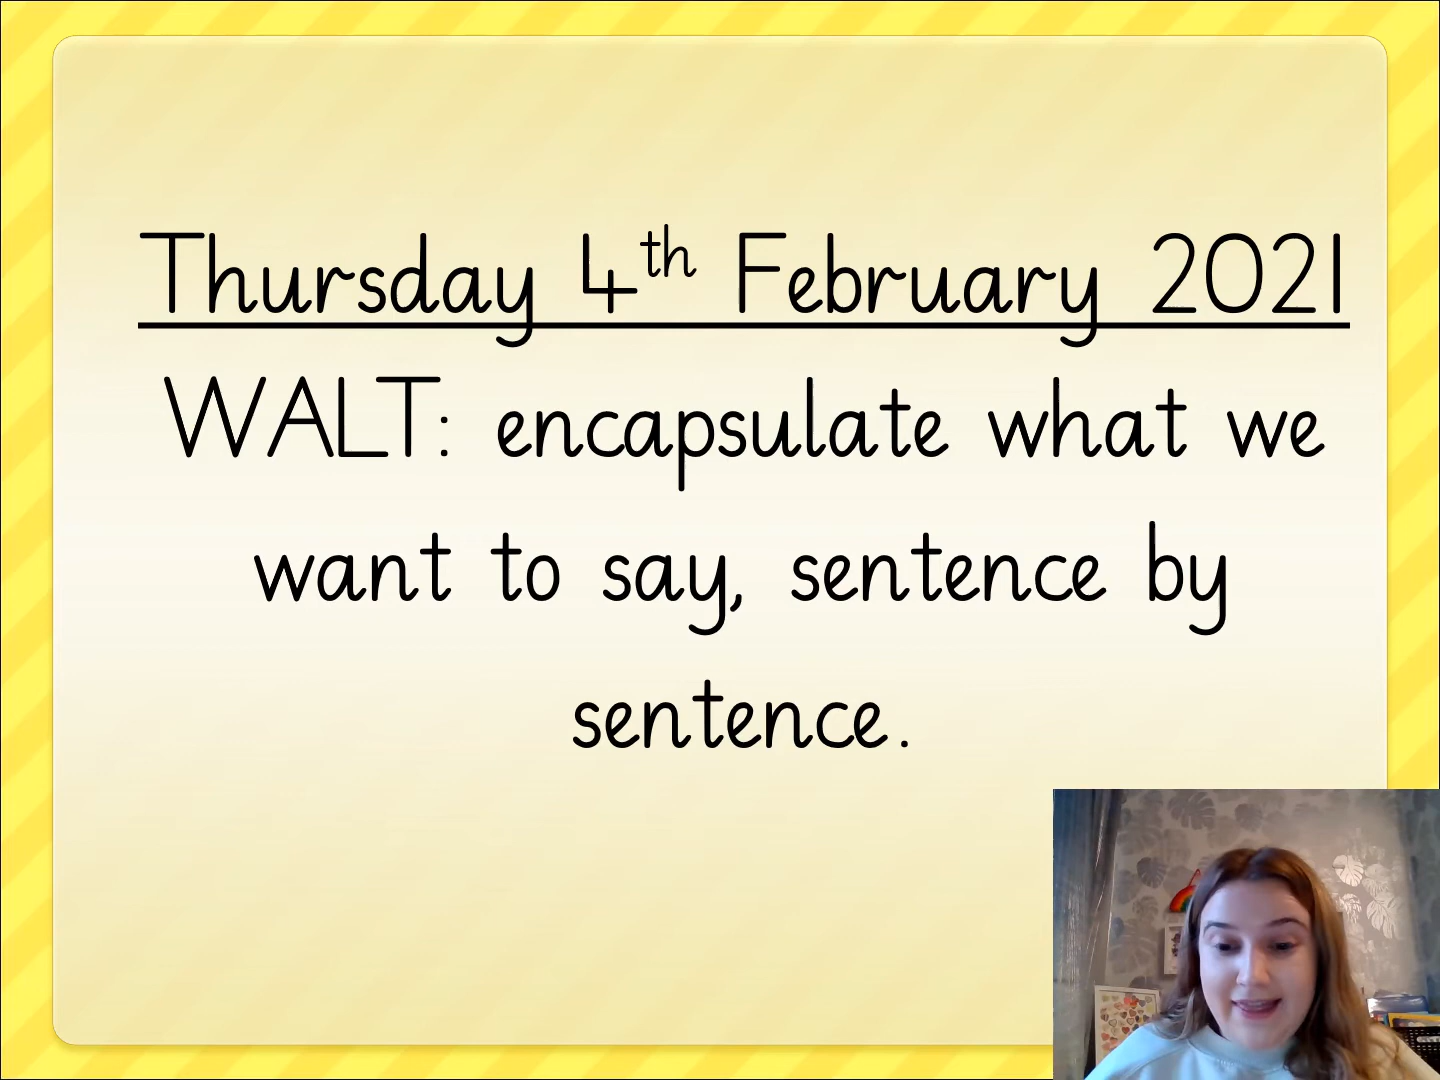 Thursday 4th February 2021
WALT: encapsulate what we
want to say, sentence by
sentence.